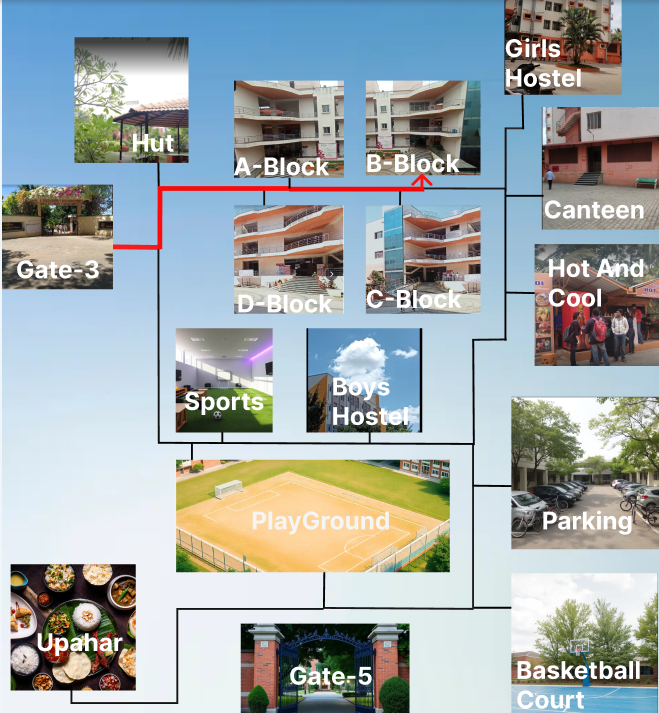 Girls
Hostel
Hut
A-Block
B-Block
Canteen
Gate-3
Hot And
Cool
D-Block
C-Block
Sports
Boys
Hostel
PlayGround
Parking
Upahar
Gate-5
Basketball
Court